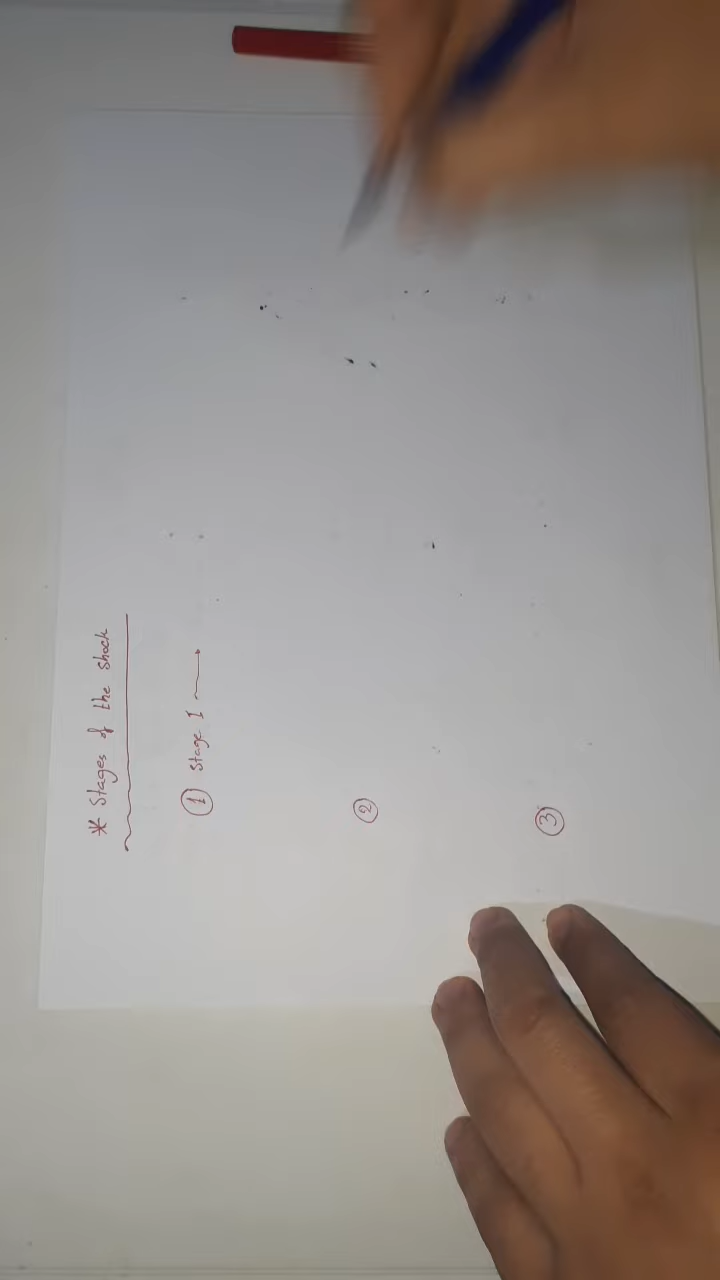 * Stages of the shock
① Stage I
②
③